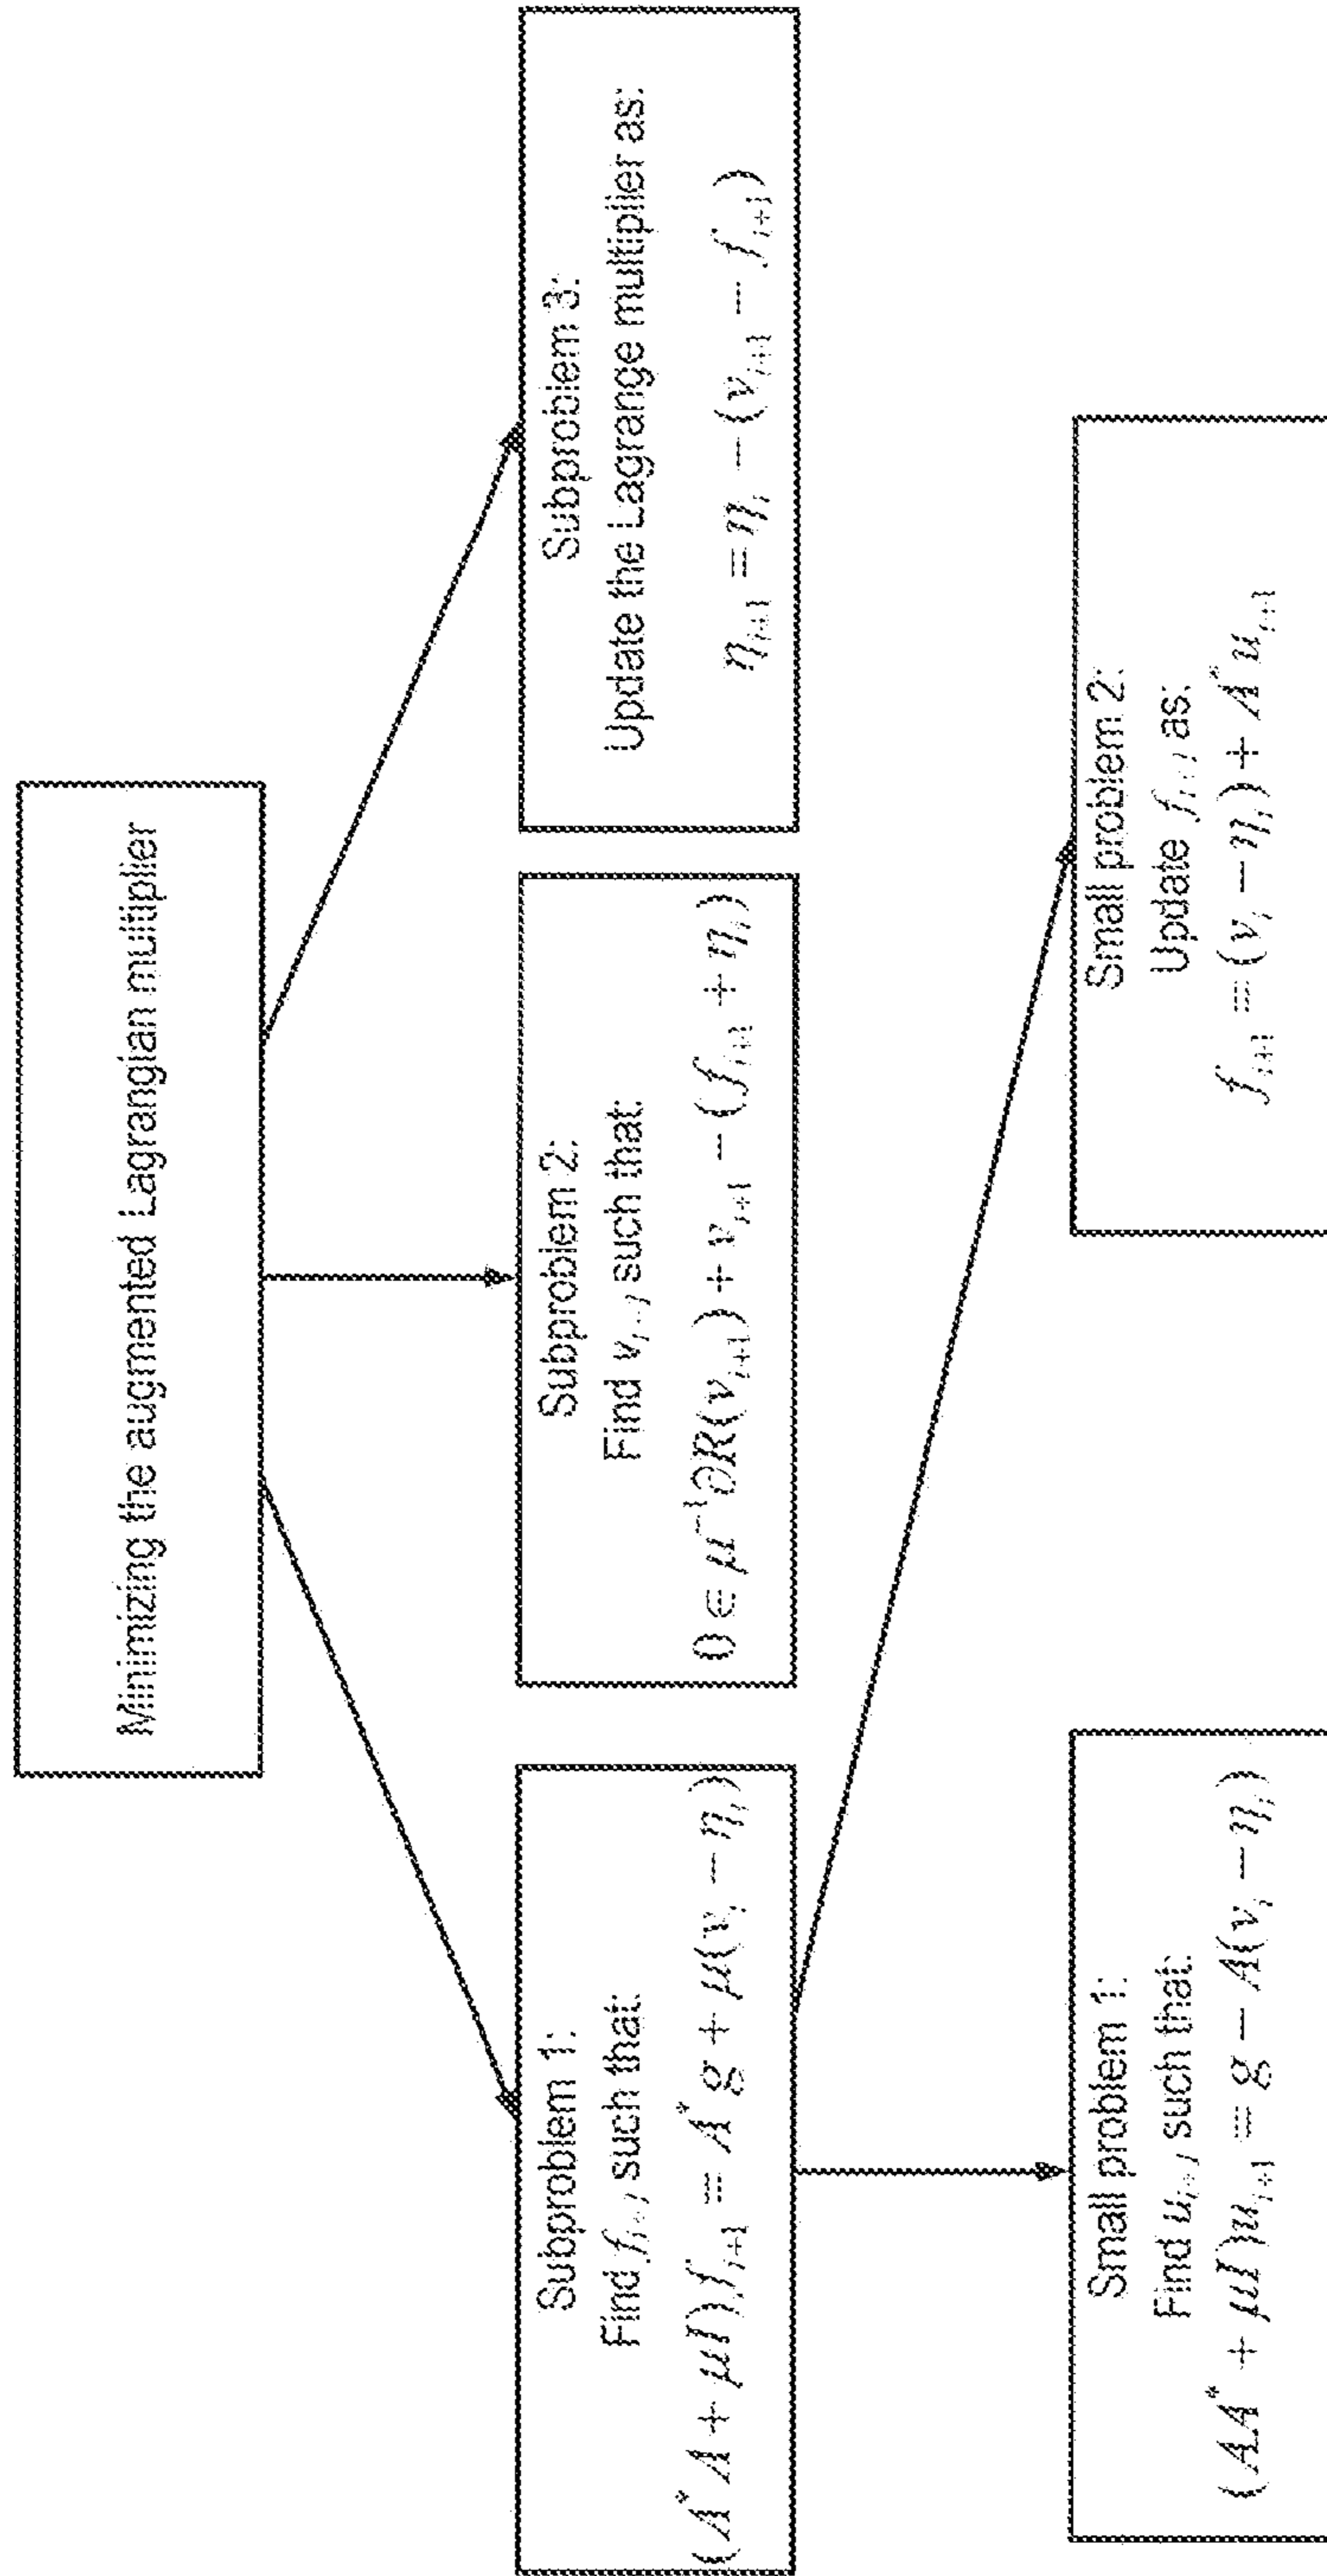 Minimizing the augmented Lagrangian multiplier
Subproblem 1:
Find f_{i+1} such that:
(A^*A + μI)f_{i+1} = A^*g + μ(v_i − η_i)
Subproblem 2:
Find v_{i+1} such that:
0 ∈ μ^{−1}∂R(v_{i+1}) + v_{i+1} − (f_{i+1} + η_i)
Subproblem 3:
Update the Lagrange multiplier as:
η_{i+1} = η_i − (v_{i+1} − f_{i+1})
Small problem 1:
Find u_{i+1} such that:
(AA^* + μI)u_{i+1} = g − A(v_i − η_i)
Small problem 2:
Update f_{i+1} as:
f_{i+1} = (v_i − η_i) + A^*u_{i+1}